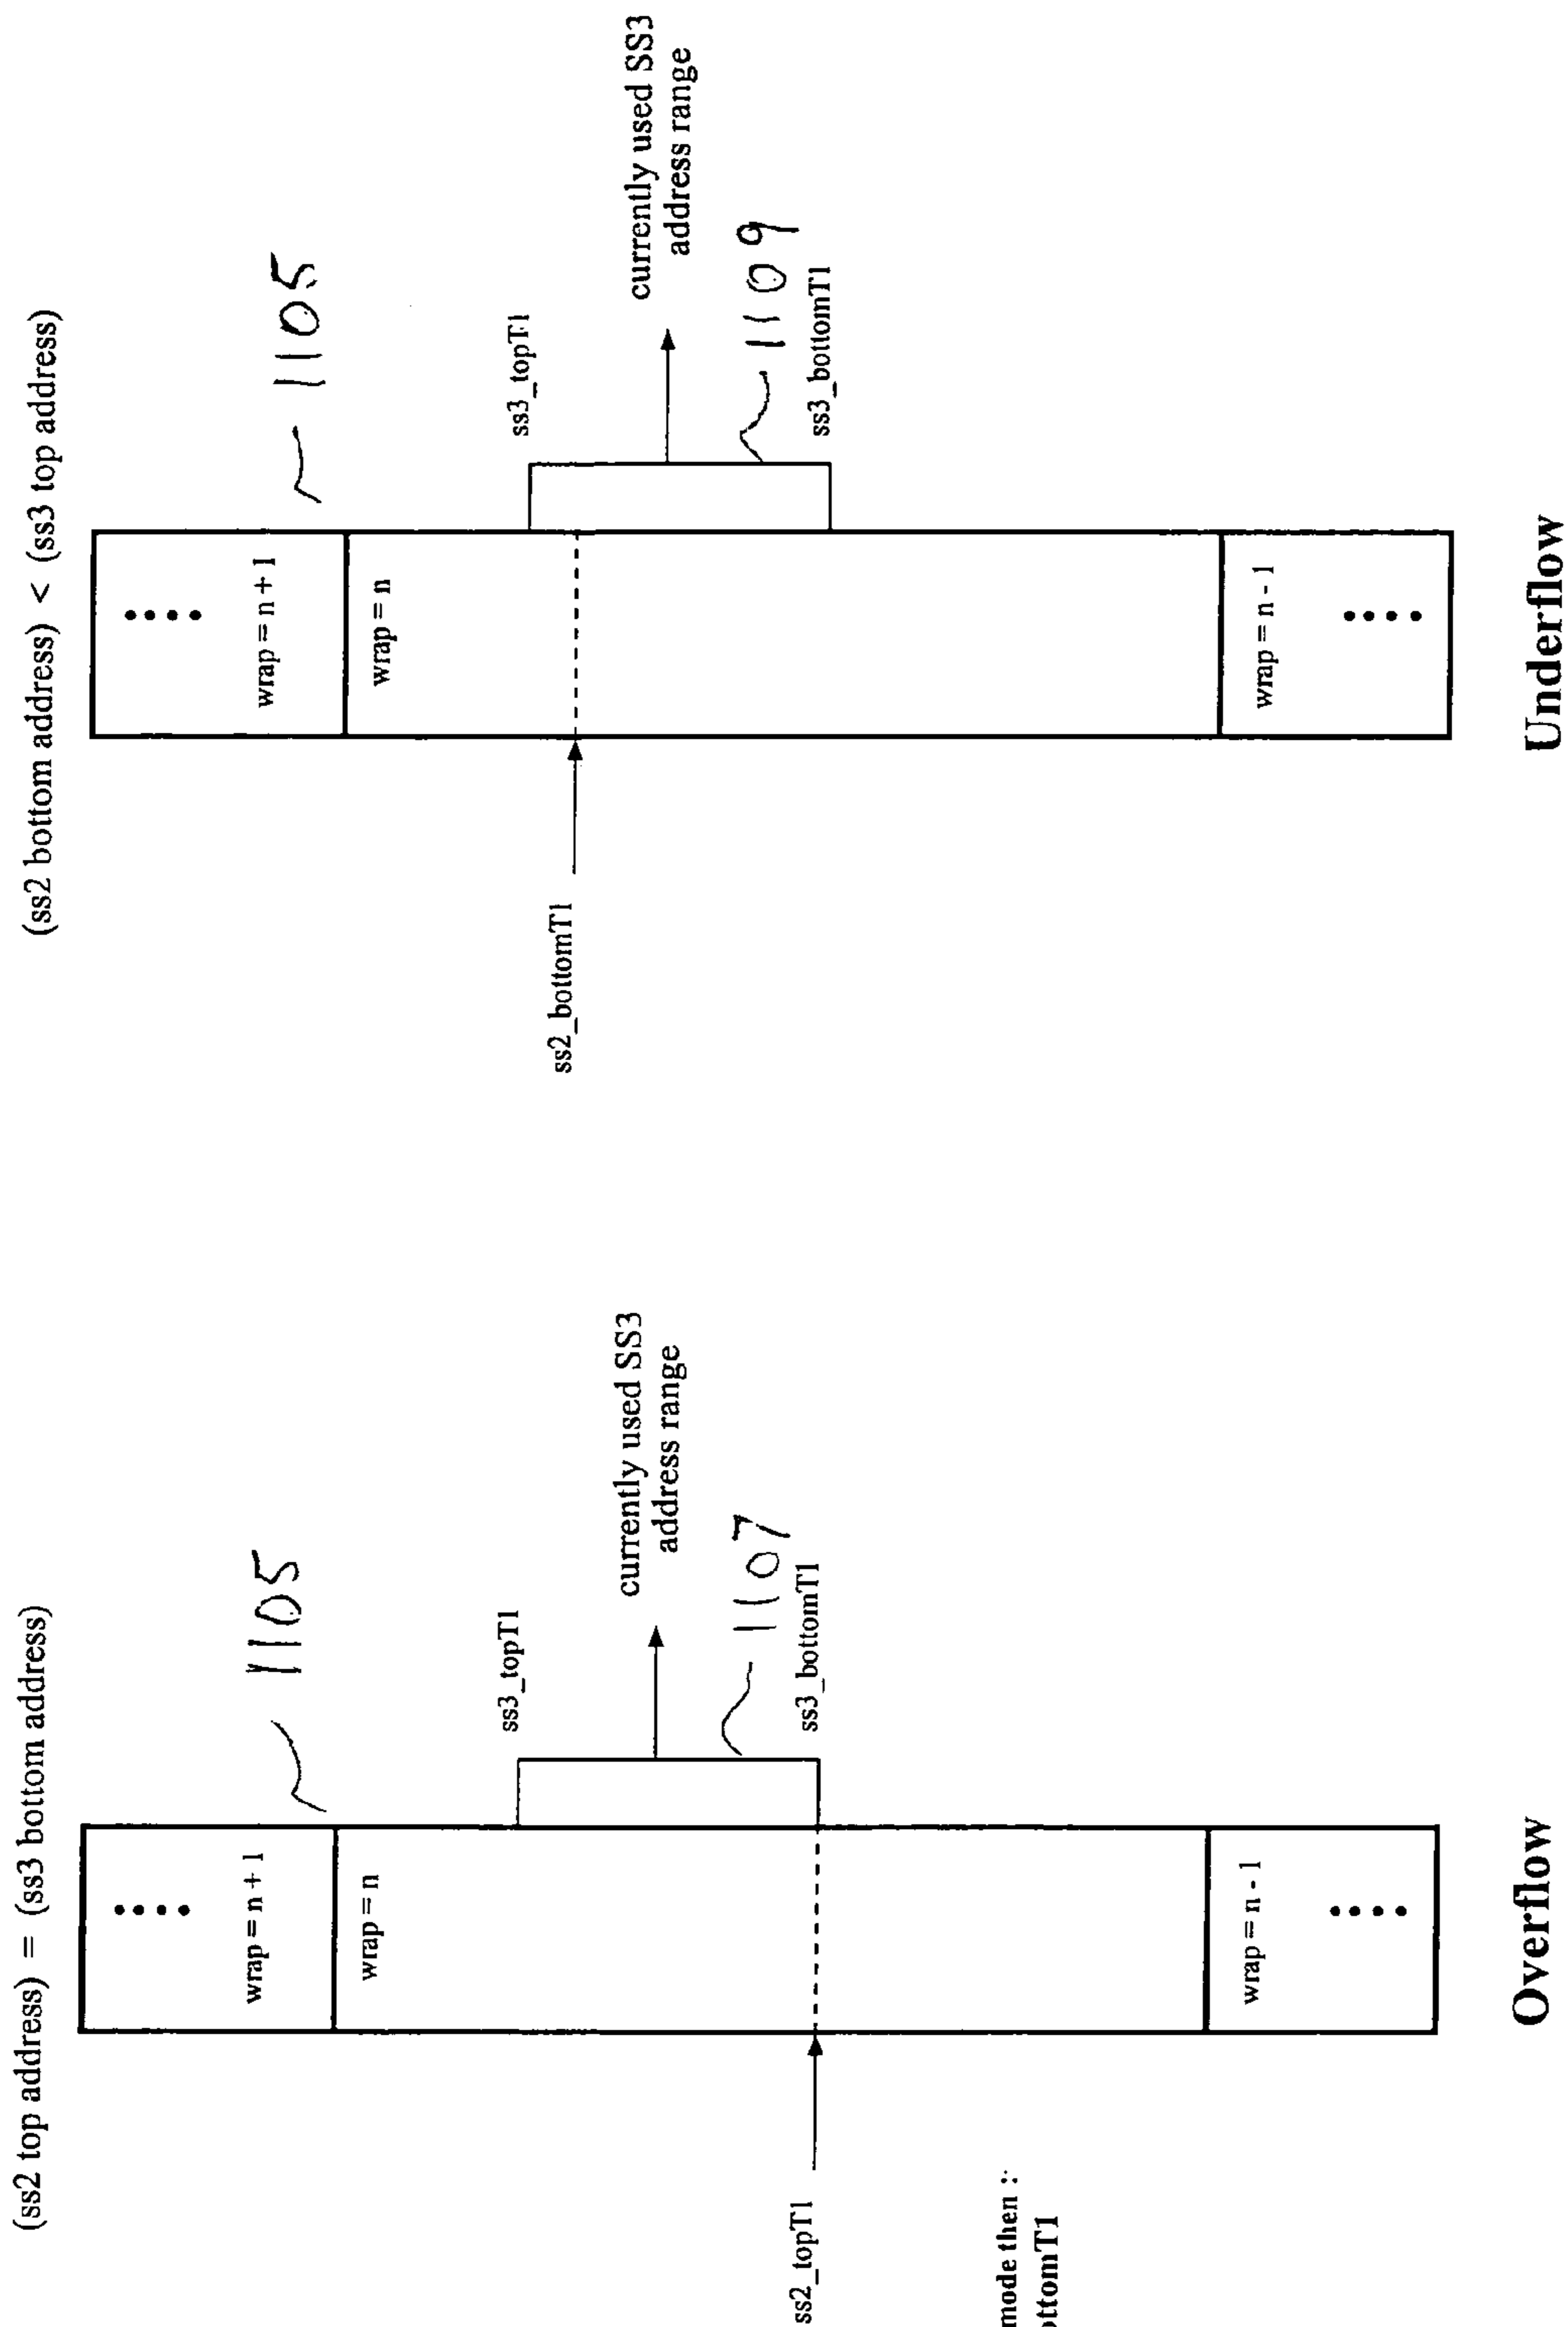 (ss2 top address) = (ss3 bottom address)
1105
wrap = n + 1
wrap = n
ss3_topT1
currently used SS3
address range
1107
ss3_bottomT1
ss2_topT1
wrap = n - 1
mode then :
ottomT1
Overflow
(ss2 bottom address) < (ss3 top address)
1105
wrap = n + 1
wrap = n
ss3_topT1
ss2_bottomT1
currently used SS3
address range
1109
ss3_bottomT1
wrap = n - 1
Underflow